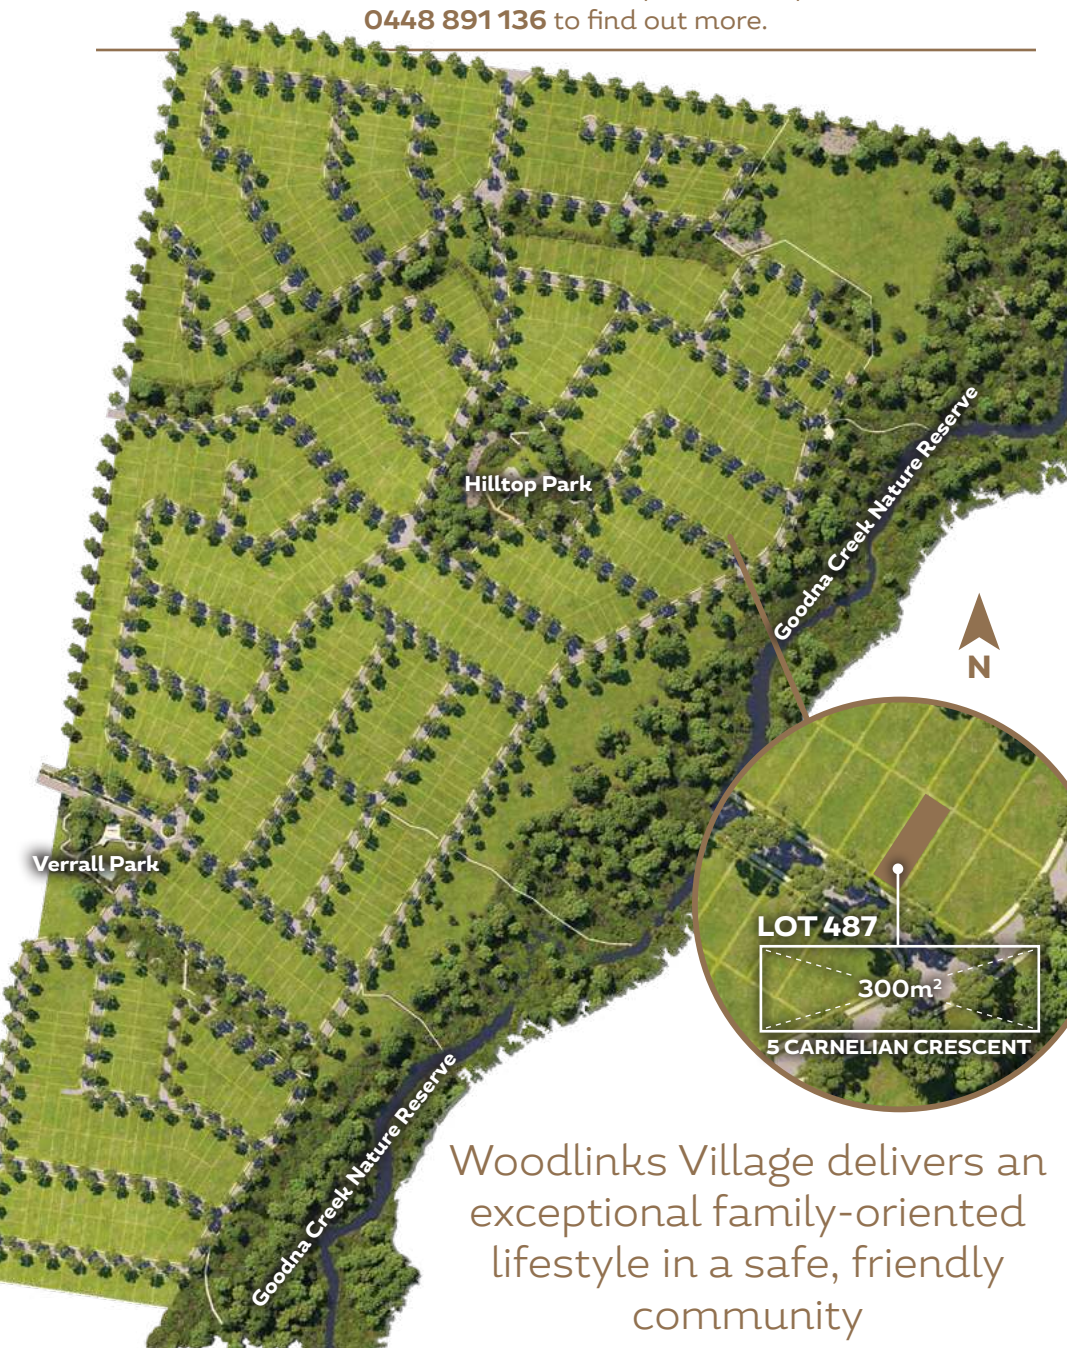 0448 891 136 to find out more.
Hilltop Park
Goodna Creek Nature Reserve
N
Verrall Park
LOT 487
300m²
5 CARNELIAN CRESCENT
Goodna Creek Nature Reserve
Woodlinks Village delivers an
exceptional family-oriented
lifestyle in a safe, friendly
community